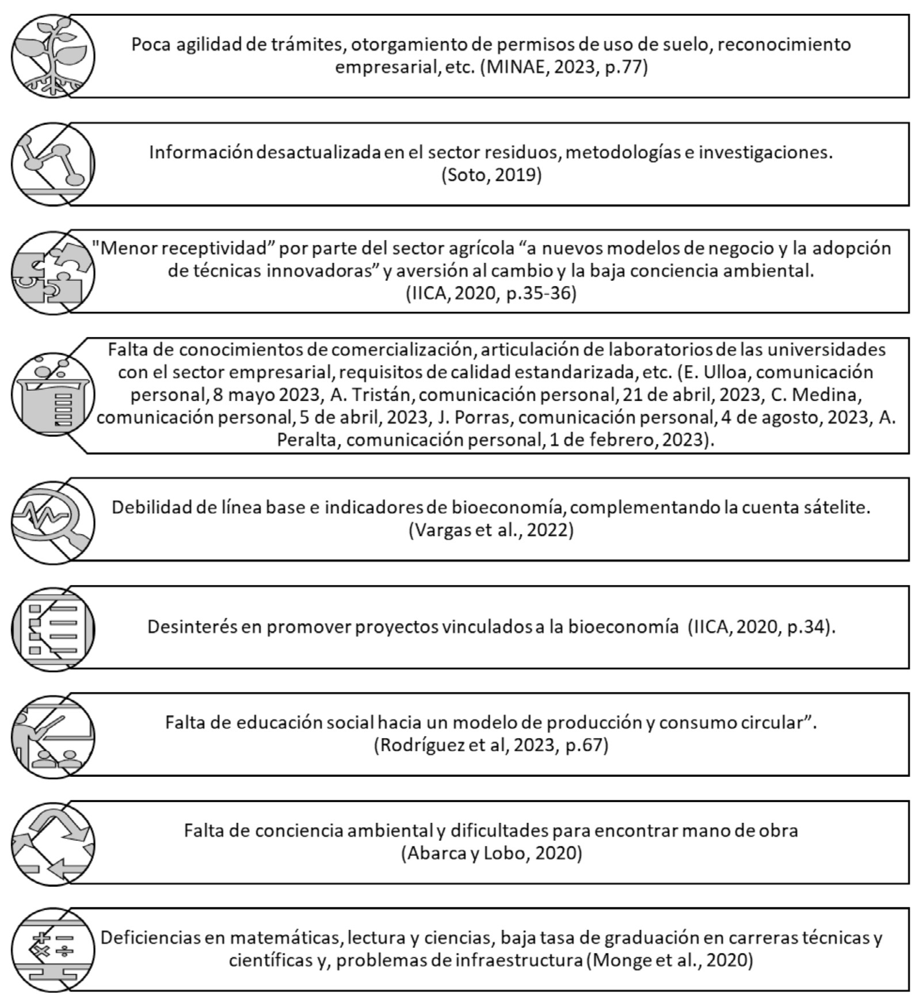 Poca agilidad de trámites, otorgamiento de permisos de uso de suelo, reconocimiento
empresarial, etc. (MINAE, 2023, p.77)
Información desactualizada en el sector residuos, metodologías e investigaciones.
(Soto, 2019)
"Menor receptividad” por parte del sector agrícola “a nuevos modelos de negocio y la adopción
de técnicas innovadoras” y aversión al cambio y la baja conciencia ambiental.
(IICA, 2020, p.35-36)
Falta de conocimientos de comercialización, articulación de laboratorios de las universidades
con el sector empresarial, requisitos de calidad estandarizada, etc. (E. Ulloa, comunicación
personal, 8 mayo 2023, A. Tristán, comunicación personal, 21 de abril, 2023, C. Medina,
comunicación personal, 5 de abril, 2023, J. Porras, comunicación personal, 4 de agosto, 2023, A.
Peralta, comunicación personal, 1 de febrero, 2023).
Debilidad de línea base e indicadores de bioeconomía, complementando la cuenta sátelite.
(Vargas et al., 2022)
Desinterés en promover proyectos vinculados a la bioeconomía (IICA, 2020, p.34).
Falta de educación social hacia un modelo de producción y consumo circular”.
(Rodríguez et al, 2023, p.67)
Falta de conciencia ambiental y dificultades para encontrar mano de obra
(Abarca y Lobo, 2020)
Deficiencias en matemáticas, lectura y ciencias, baja tasa de graduación en carreras técnicas y
científicas y, problemas de infraestructura (Monge et al., 2020)